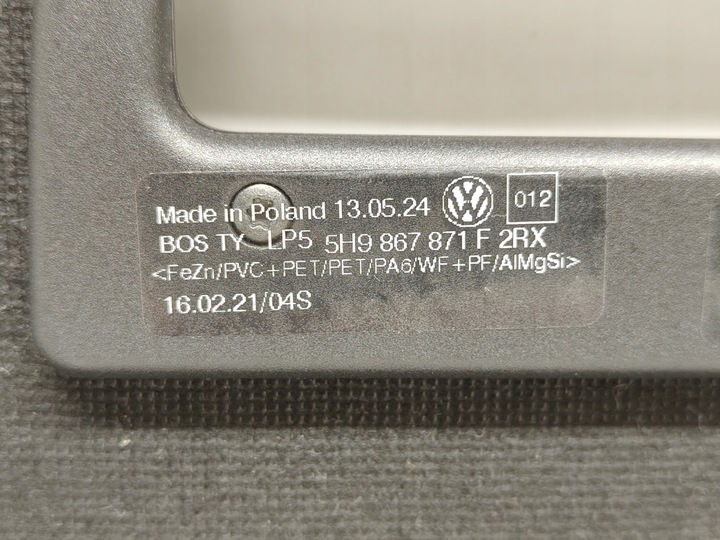 Made in Poland 13.05.24 012
BOS TY LP5 5H9 867 871 F 2RX
<FeZn/PVC+PET/PET/PA6/WF+PF/AlMgSi>
16.02.21/04S